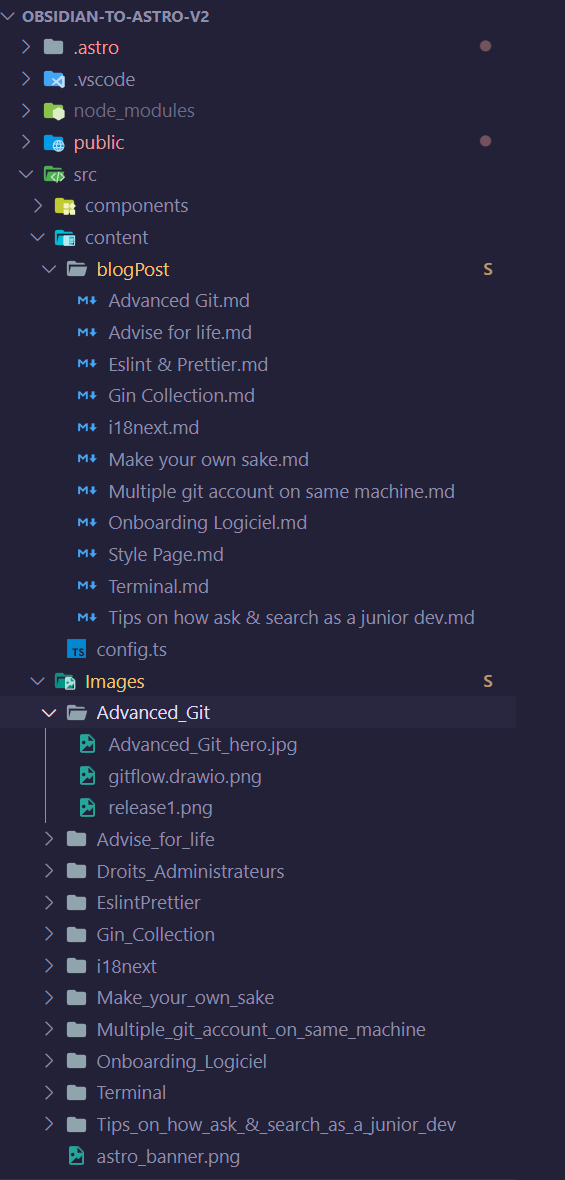 OBSIDIAN-TO-ASTRO-V2
.astro
.vscode
node_modules
public
src
components
content
blogPost S
Advanced Git.md
Advise for life.md
Eslint & Prettier.md
Gin Collection.md
i18next.md
Make your own sake.md
Multiple git account on same machine.md
Onboarding Logiciel.md
Style Page.md
Terminal.md
Tips on how ask & search as a junior dev.md
TS config.ts
Images S
Advanced_Git
Advanced_Git_hero.jpg
gitflow.drawio.png
release1.png
Advise_for_life
Droits_Administrateurs
EslintPrettier
Gin_Collection
i18next
Make_your_own_sake
Multiple_git_account_on_same_machine
Onboarding_Logiciel
Terminal
Tips_on_how_ask_&_search_as_a_junior_dev
astro_banner.png